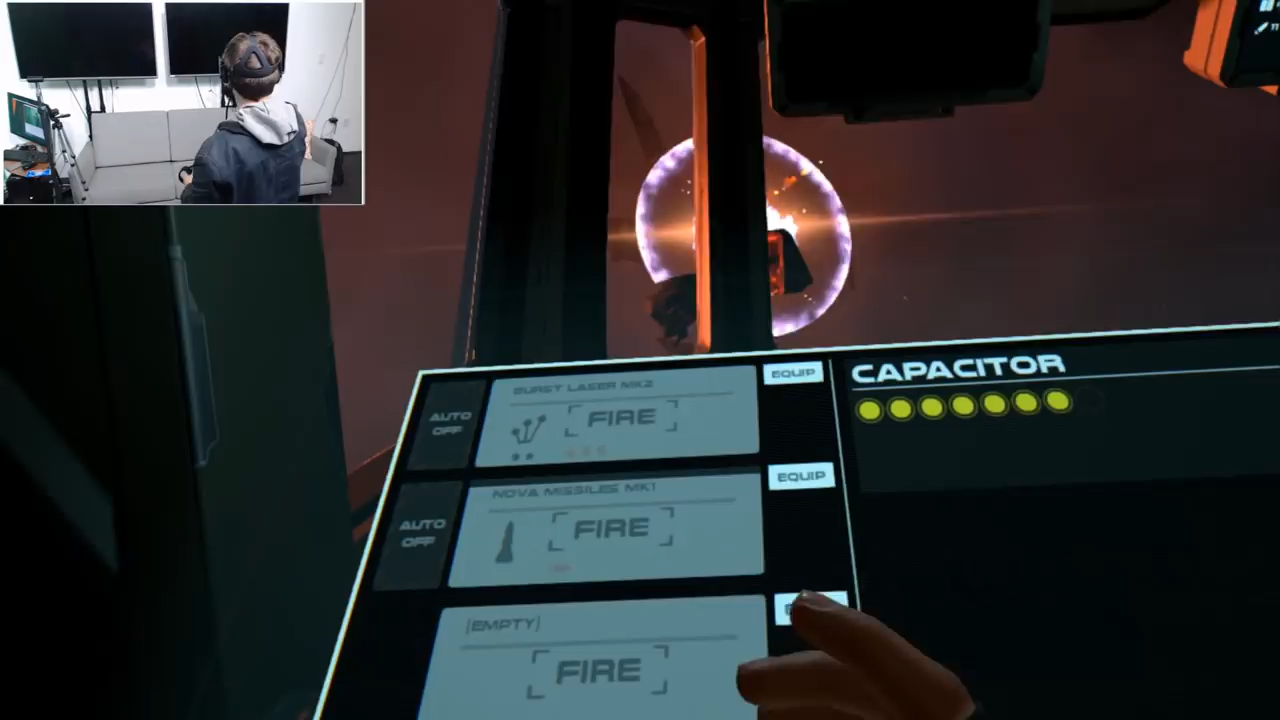 BURST LASER MK2
AUTO
OFF
FIRE
EQUIP
CAPACITOR
NOVA MISSILES MK1
AUTO
OFF
FIRE
EQUIP
[EMPTY]
FIRE